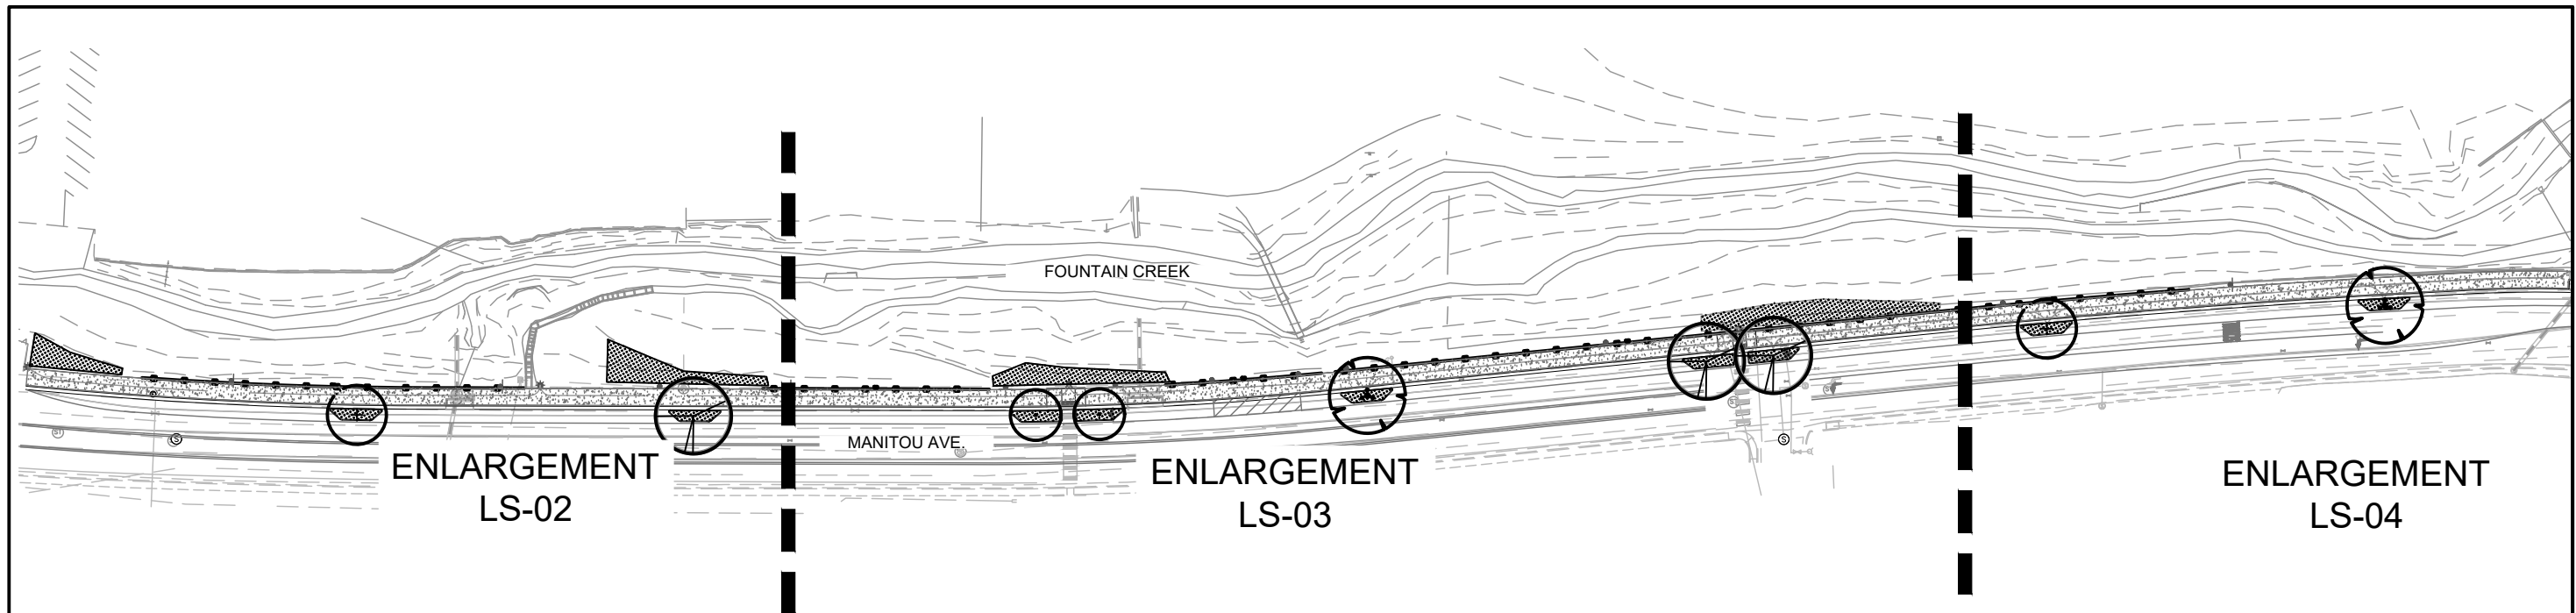 FOUNTAIN CREEK
MANITOU AVE.
ENLARGEMENT
LS-02
ENLARGEMENT
LS-03
ENLARGEMENT
LS-04
S
S